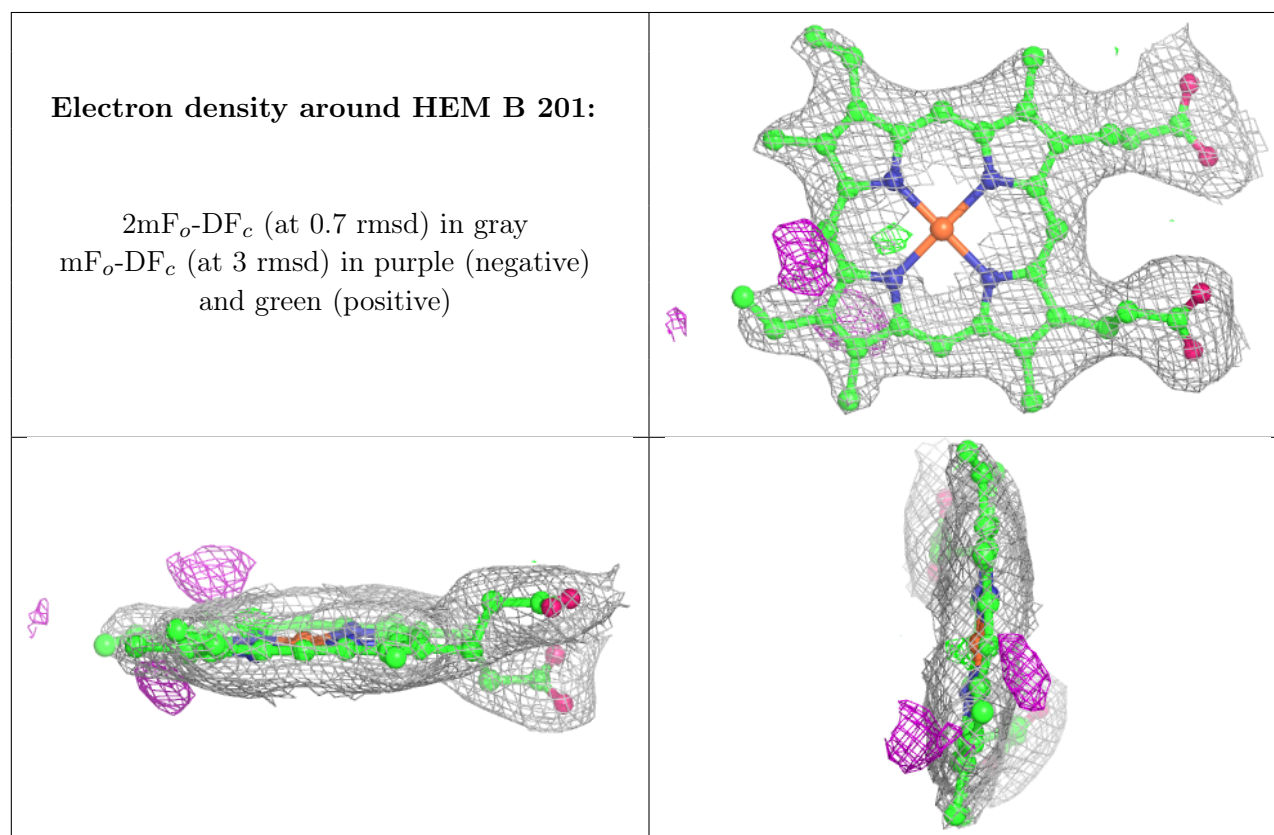 Electron density around HEM B 201:
2mFo-DFc (at 0.7 rmsd) in gray
mFo-DFc (at 3 rmsd) in purple (negative)
and green (positive)